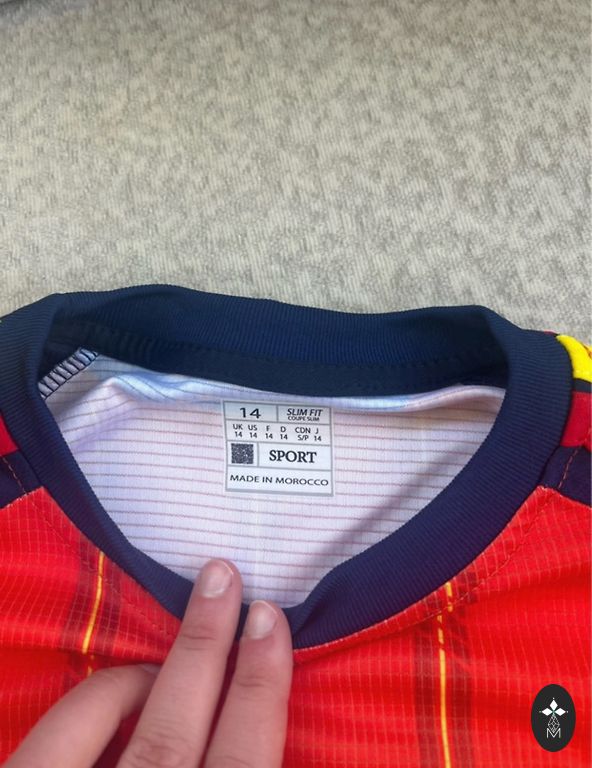 14 SLIM FIT
COUPE SLIM
UK US F D CDN J
14 14 14 14 S/P 14
SPORT
MADE IN MOROCCO
M